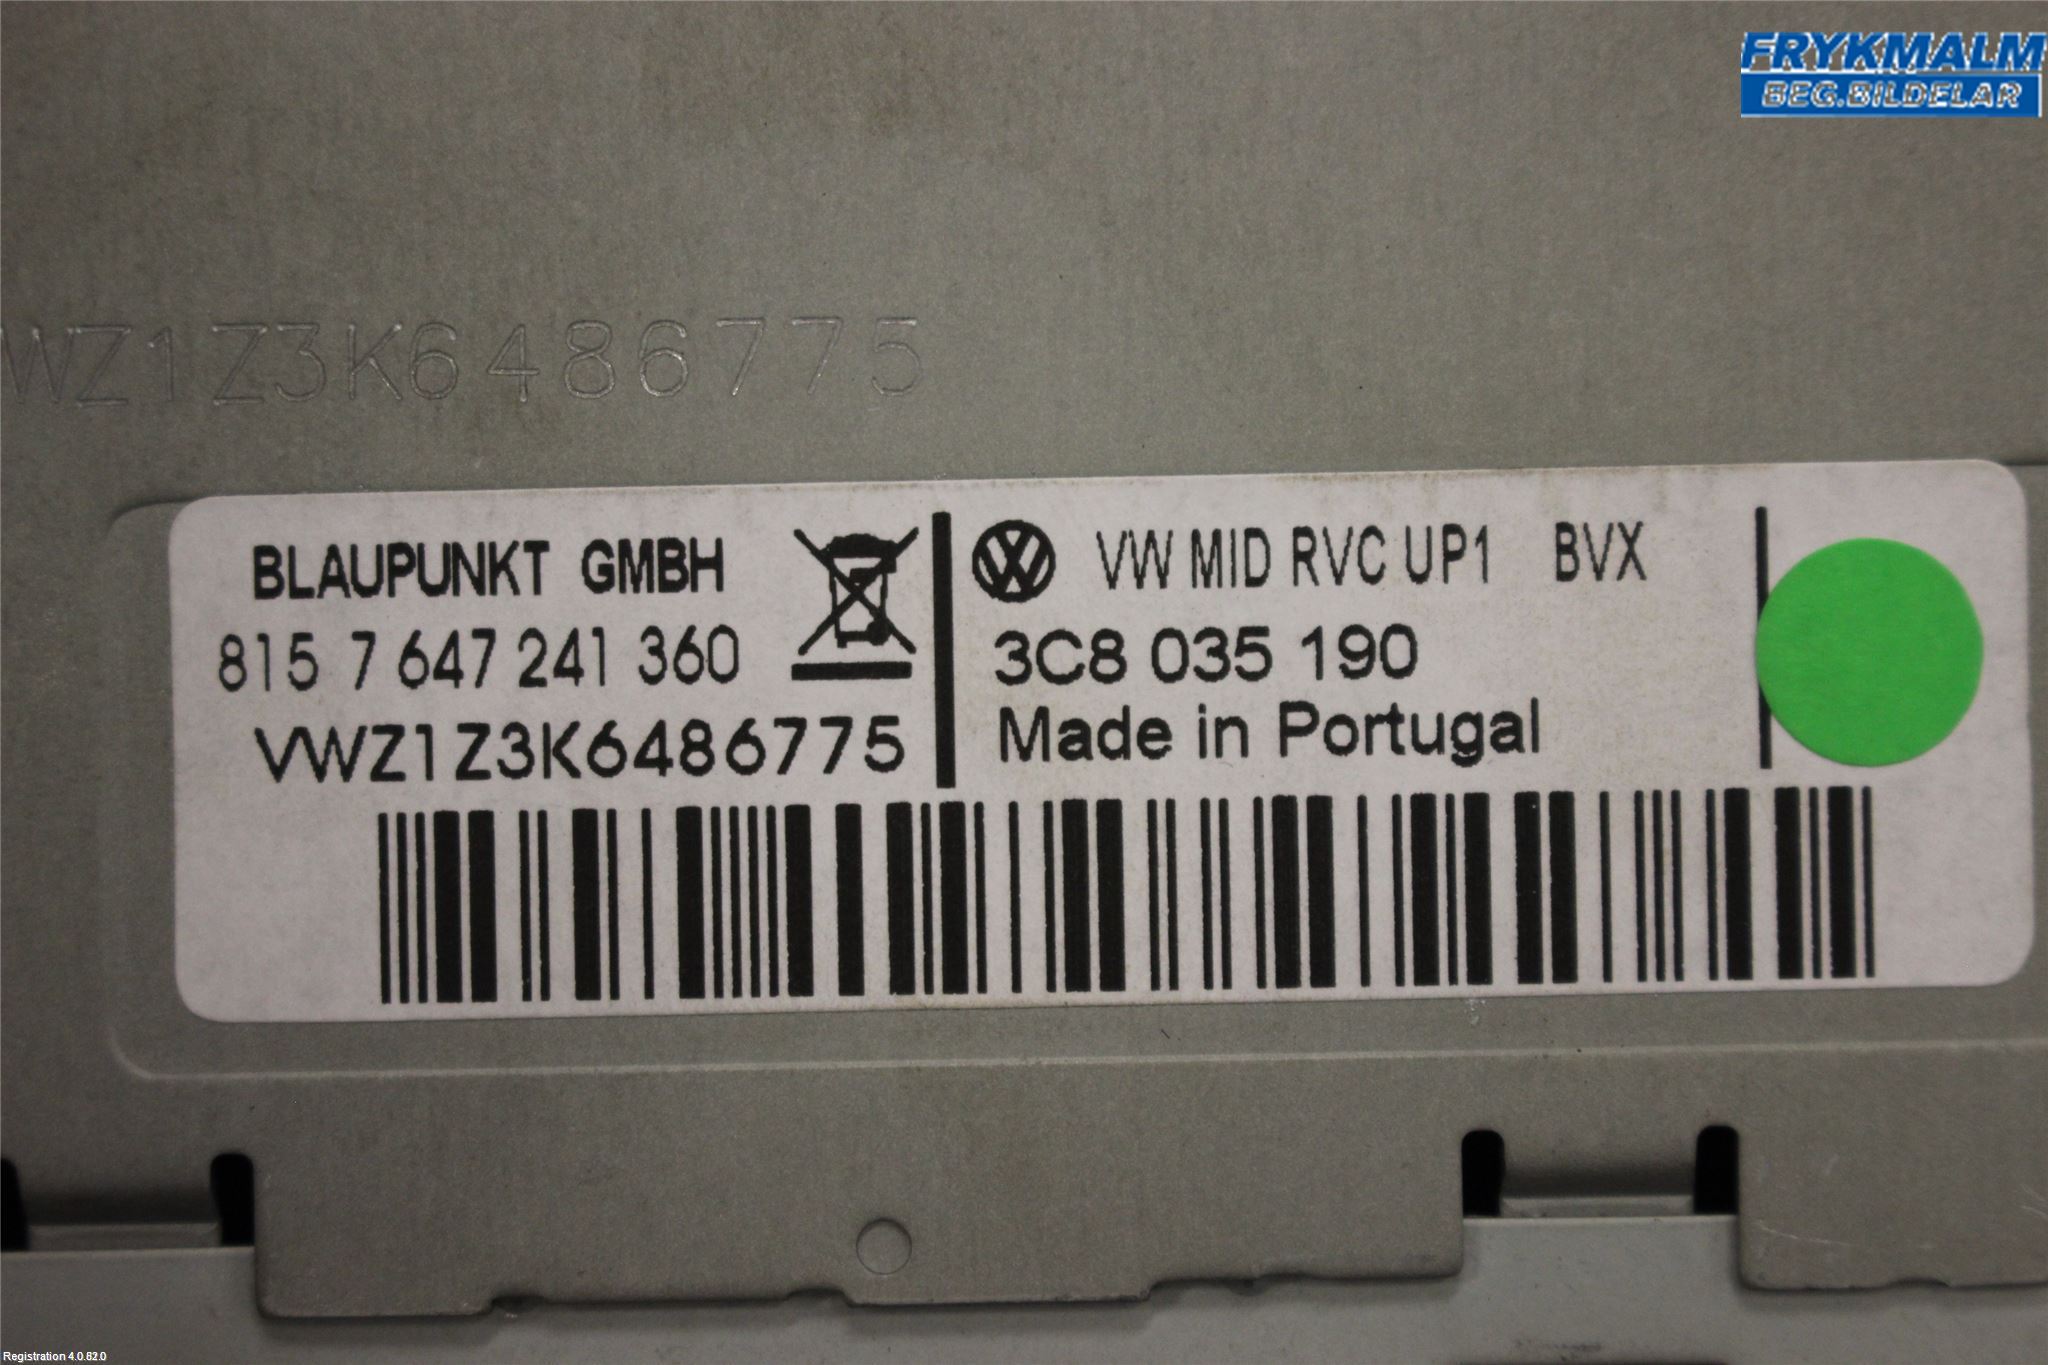 FRYKMALM
BEG.BILDELAR
WZ1Z3K6486775
BLAUPUNKT GMBH
815 7 647 241 360
VWZ1Z3K6486775
VW MID RVC UP1 BVX
3C8 035 190
Made in Portugal
Registration 4.0.82.0